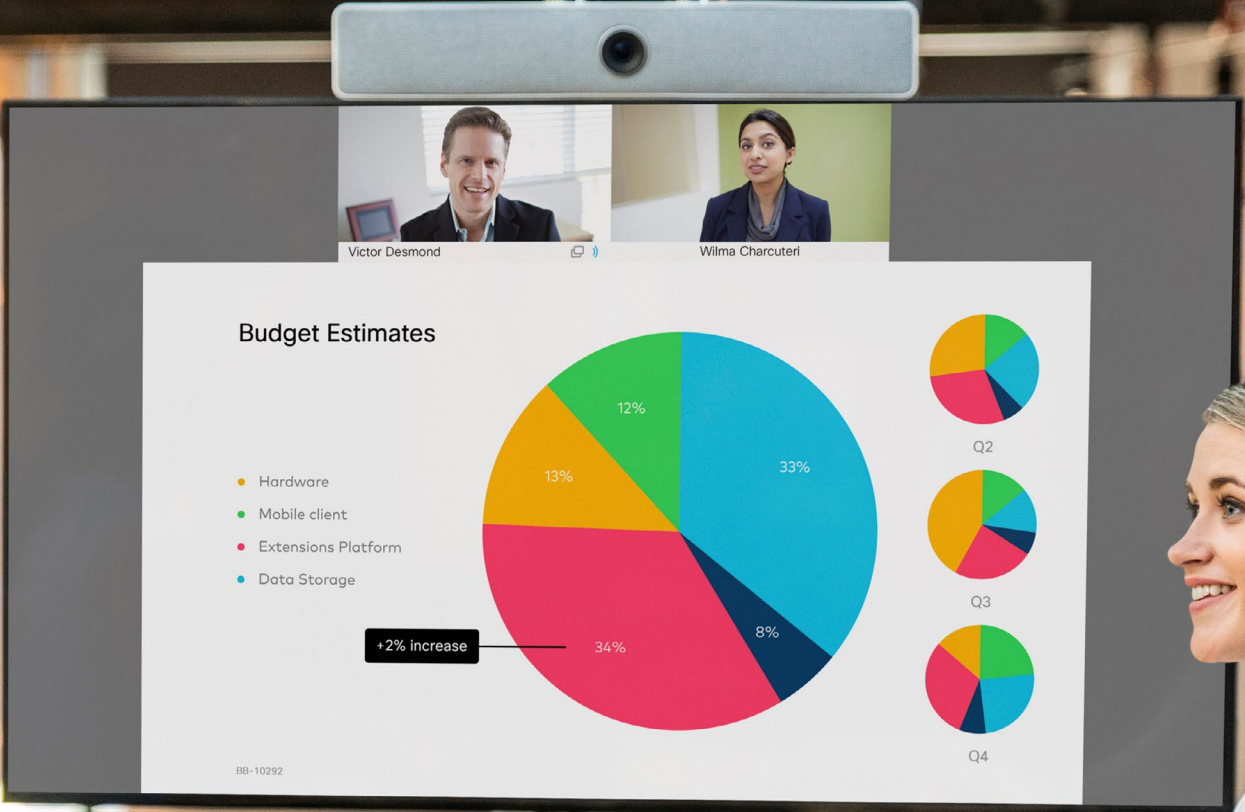 Victor Desmond
Wilma Charcuteri
Budget Estimates
Hardware
Mobile client
Extensions Platform
Data Storage
+2% increase
12%
33%
13%
8%
34%
Q2
Q3
Q4
BB-10292